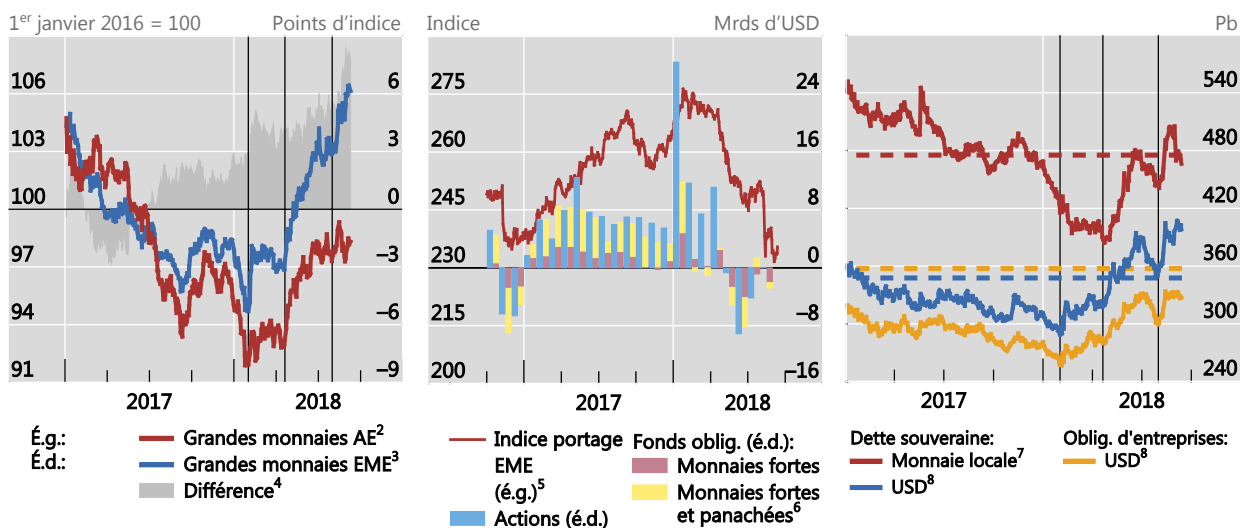 1er janvier 2016 = 100 Points d'indice
106 6
103 3
100 0
97 –3
94 –6
91 –9
2017 2018
É.g.: Grandes monnaies AE2
É.d.: Grandes monnaies EME3
Différence4
Indice Mrds d'USD
275 24
260 16
245 8
230 0
215 –8
200 –16
2017 2018
Indice portage
EME
(é.g.)5
Actions (é.d.)
Fonds oblig. (é.d.):
Monnaies fortes
Monnaies fortes
et panachées6
Pb
540
480
420
360
300
240
2017 2018
Dette souveraine:
Monnaie locale7
USD8
Oblig. d'entreprises:
USD8